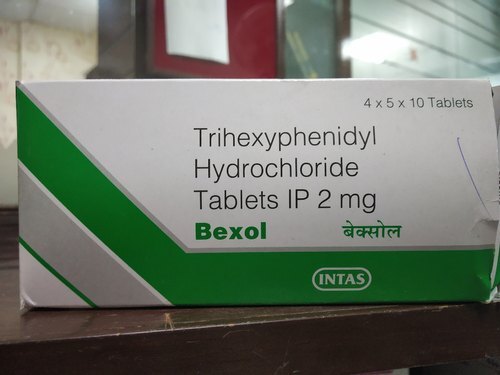 4 x 5 x 10 Tablets
Trihexyphenidyl
Hydrochloride
Tablets IP 2 mg
Bexol बेक्सोल
INTAS